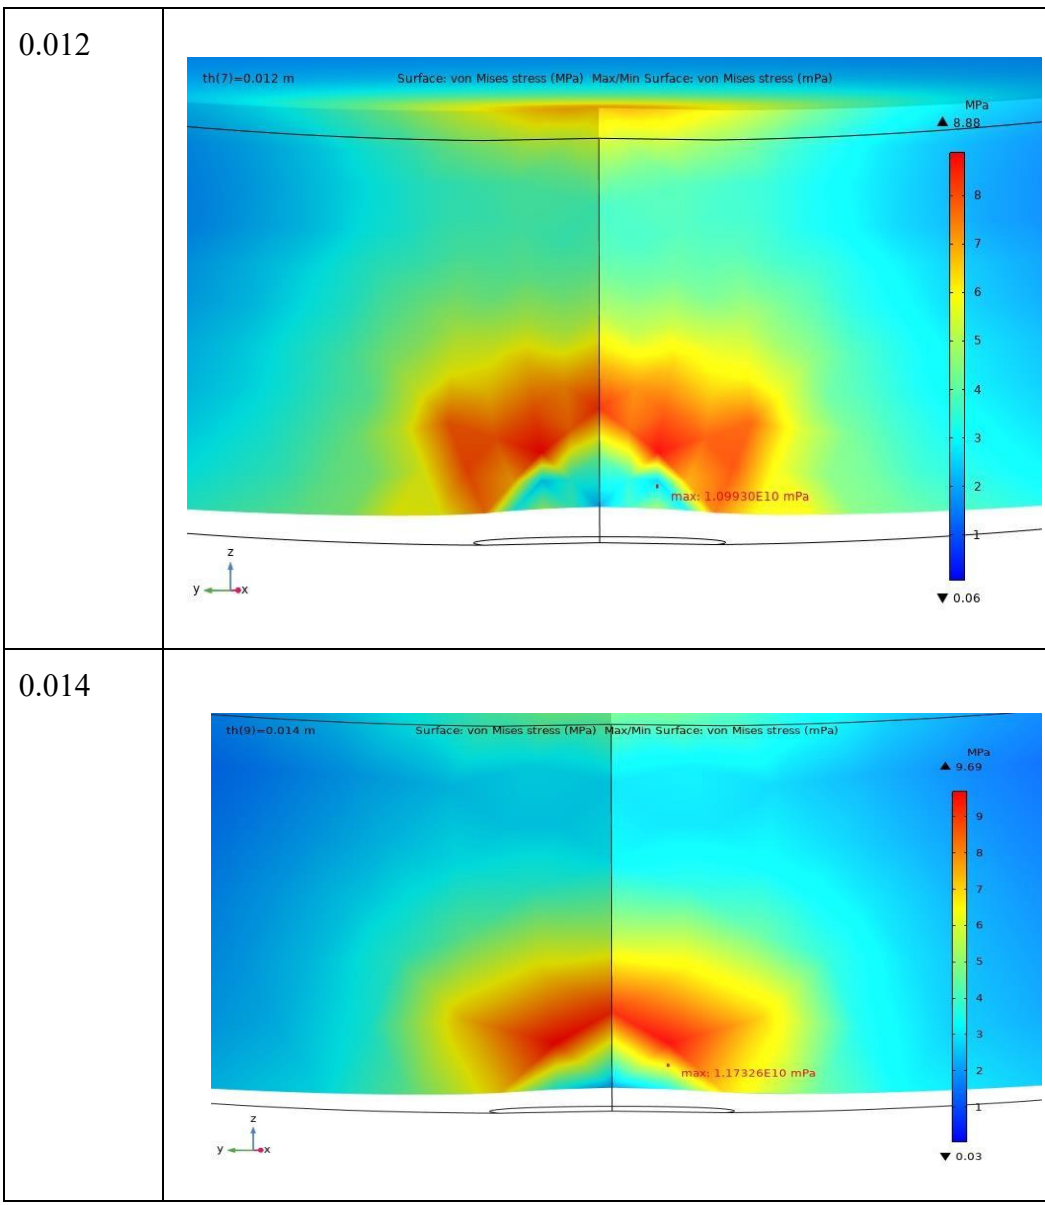 0.012
th(7)=0.012 m Surface: von Mises stress (MPa) Max/Min Surface: von Mises stress (mPa)
MPa
▲ 8.88
8
7
6
5
4
3
2
1
max: 1.09930E10 mPa
z
y x
▼ 0.06
0.014
th(9)=0.014 m Surface: von Mises stress (MPa) Max/Min Surface: von Mises stress (mPa)
MPa
▲ 9.69
9
8
7
6
5
4
3
2
1
max: 1.17326E10 mPa
z
y x
▼ 0.03